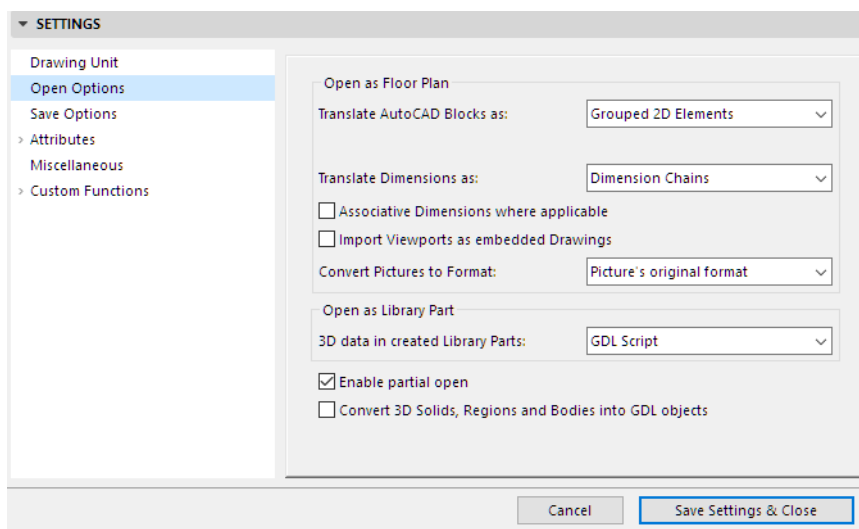 SETTINGS
Drawing Unit
Open Options
Save Options
Attributes
Miscellaneous
Custom Functions
Open as Floor Plan
Translate AutoCAD Blocks as: Grouped 2D Elements
Translate Dimensions as: Dimension Chains
Associative Dimensions where applicable
Import Viewports as embedded Drawings
Convert Pictures to Format: Picture's original format
Open as Library Part
3D data in created Library Parts: GDL Script
Enable partial open
Convert 3D Solids, Regions and Bodies into GDL objects
Cancel Save Settings & Close